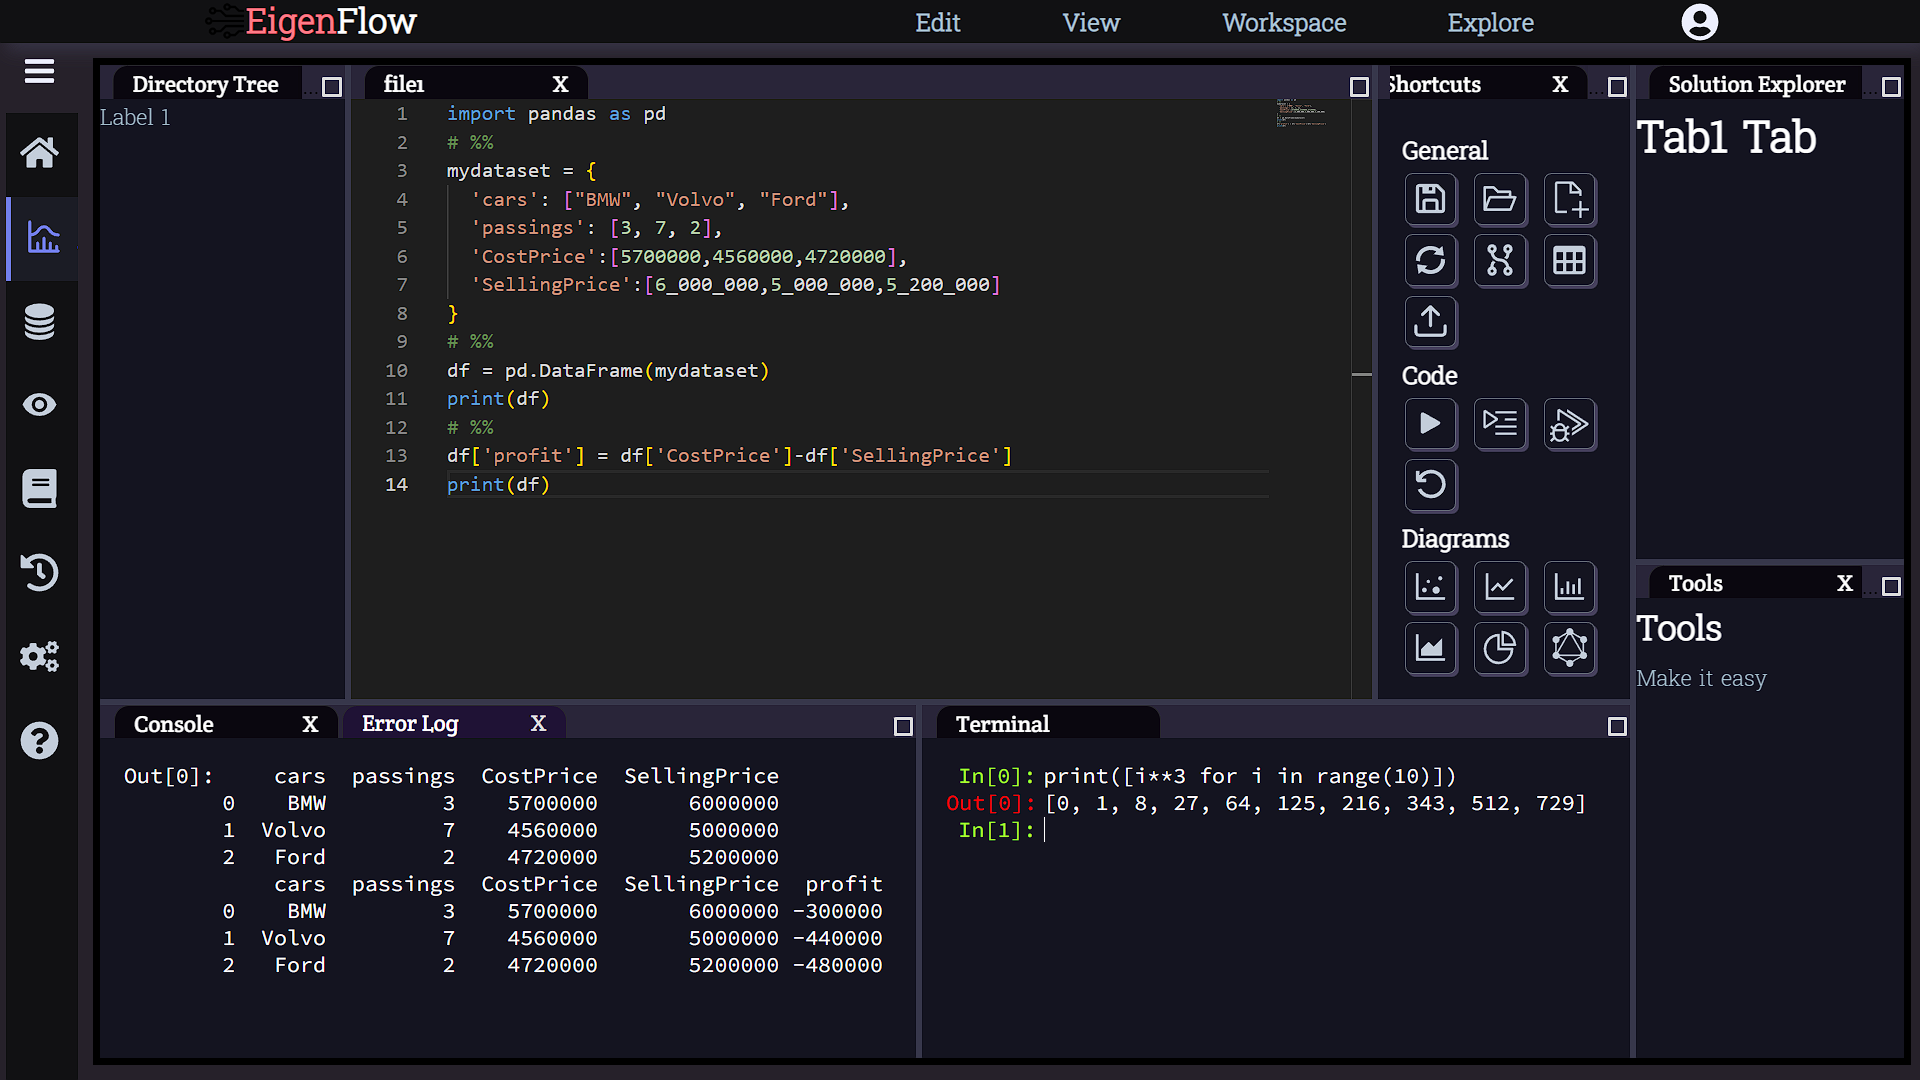 EigenFlow
Edit
View
Workspace
Explore
Directory Tree
...
Label 1
file1
X
1 import pandas as pd
2 # %%
3 mydataset = {
4 'cars': ["BMW", "Volvo", "Ford"],
5 'passings': [3, 7, 2],
6 'CostPrice':[5700000,4560000,4720000],
7 'SellingPrice':[6_000_000,5_000_000,5_200_000]
8 }
9 # %%
10 df = pd.DataFrame(mydataset)
11 print(df)
12 # %%
13 df['profit'] = df['CostPrice']-df['SellingPrice']
14 print(df)
Shortcuts
X
...
General
Code
Diagrams
Solution Explorer
...
Tab1 Tab
Tools
X
...
Tools
Make it easy
Console
X
Error Log
X
Out[0]: cars passings CostPrice SellingPrice
0 BMW 3 5700000 6000000
1 Volvo 7 4560000 5000000
2 Ford 2 4720000 5200000
cars passings CostPrice SellingPrice profit
0 BMW 3 5700000 6000000 -300000
1 Volvo 7 4560000 5000000 -440000
2 Ford 2 4720000 5200000 -480000
Terminal
In[0]: print([i**3 for i in range(10)])
Out[0]: [0, 1, 8, 27, 64, 125, 216, 343, 512, 729]
In[1]: